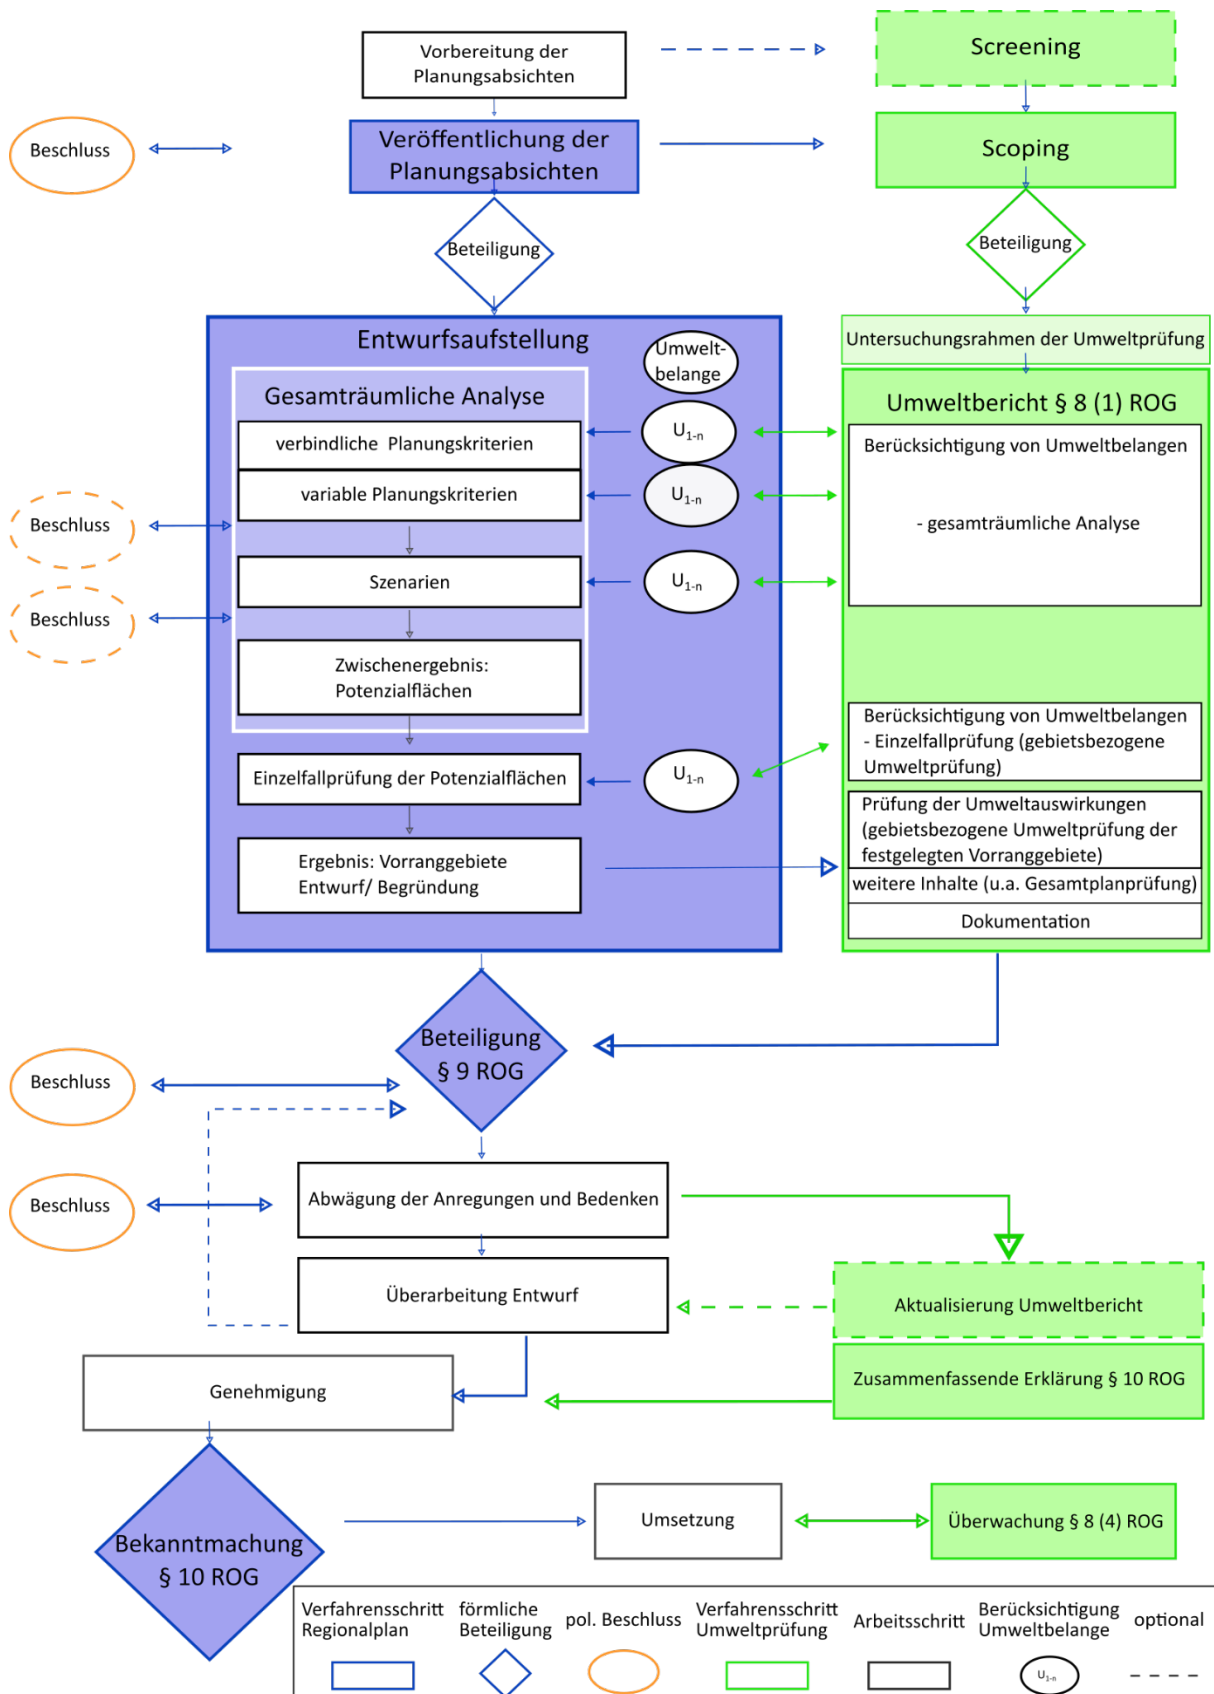 Vorbereitung der
Planungsabsichten
Screening
Beschluss
Veröffentlichung der
Planungsabsichten
Scoping
Beteiligung
Beteiligung
Entwurfsaufstellung
Umwelt-
belange
Untersuchungsrahmen der Umweltprüfung
Gesamträumliche Analyse
Umweltbericht § 8 (1) ROG
verbindliche Planungskriterien
U1-n
Berücksichtigung von Umweltbelangen
variable Planungskriterien
U1-n
Beschluss
- gesamträumliche Analyse
Szenarien
U1-n
Beschluss
Zwischenergebnis:
Potenzialflächen
Berücksichtigung von Umweltbelangen
- Einzelfallprüfung (gebietsbezogene
Umweltprüfung)
Einzelfallprüfung der Potenzialflächen
U1-n
Prüfung der Umweltauswirkungen
(gebietsbezogene Umweltprüfung der
festgelegten Vorranggebiete)
Ergebnis: Vorranggebiete
Entwurf/ Begründung
weitere Inhalte (u.a. Gesamtplanprüfung)
Dokumentation
Beteiligung
§ 9 ROG
Beschluss
Beschluss
Abwägung der Anregungen und Bedenken
Überarbeitung Entwurf
Aktualisierung Umweltbericht
Genehmigung
Zusammenfassende Erklärung § 10 ROG
Bekanntmachung
§ 10 ROG
Umsetzung
Überwachung § 8 (4) ROG
Verfahrensschritt
Regionalplan
förmliche
Beteiligung
pol. Beschluss
Verfahrensschritt
Umweltprüfung
Arbeitsschritt
Berücksichtigung
Umweltbelange
optional
U1-n